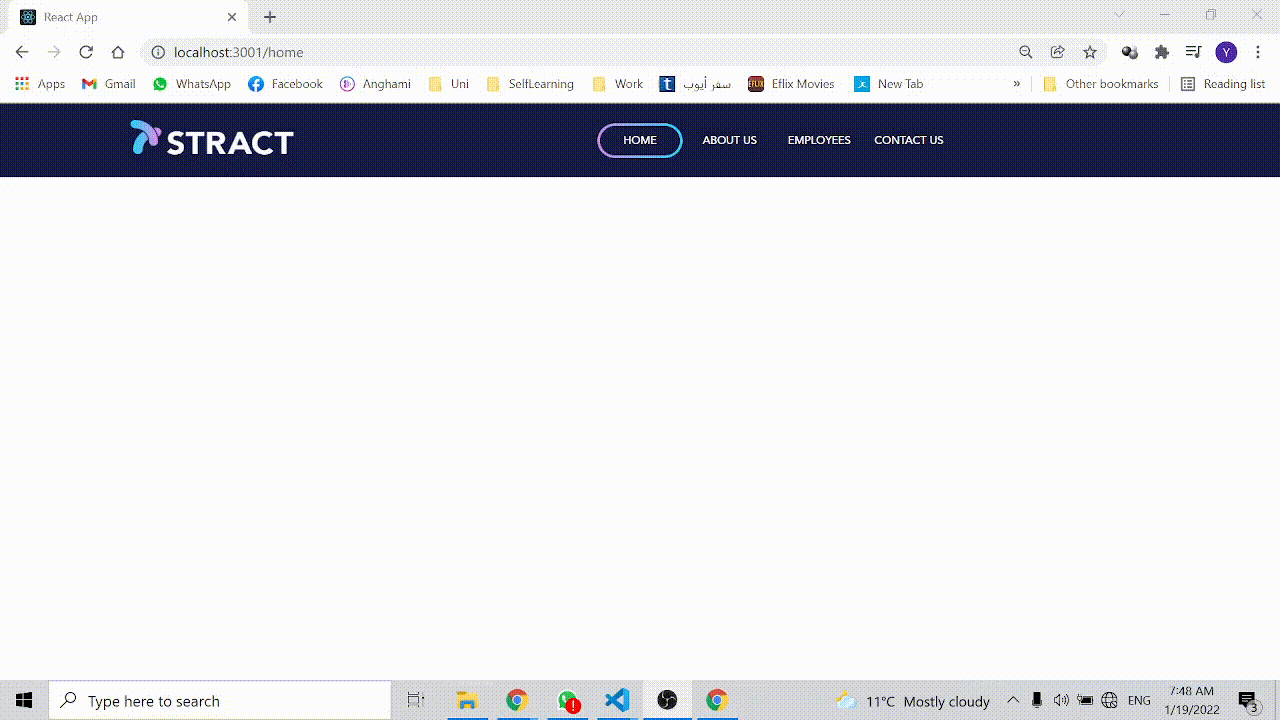 React App
localhost:3001/home
Apps Gmail WhatsApp Facebook Anghami Uni SelfLearning Work سفر أيوب Eflix Movies New Tab » Other bookmarks Reading list
STRACT HOME ABOUT US EMPLOYEES CONTACT US
Type here to search
11°C Mostly cloudy ENG 7:48 AM
1/19/2022 3